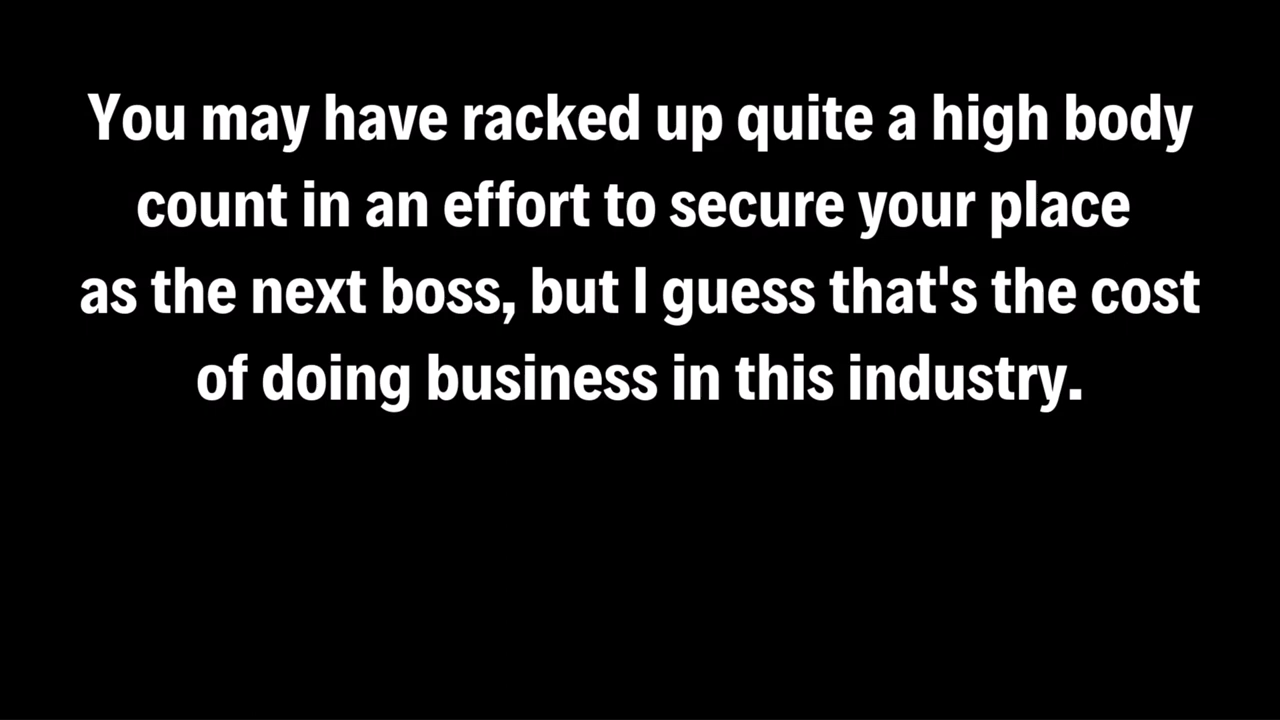 You may have racked up quite a high body
count in an effort to secure your place
as the next boss, but I guess that's the cost
of doing business in this industry.